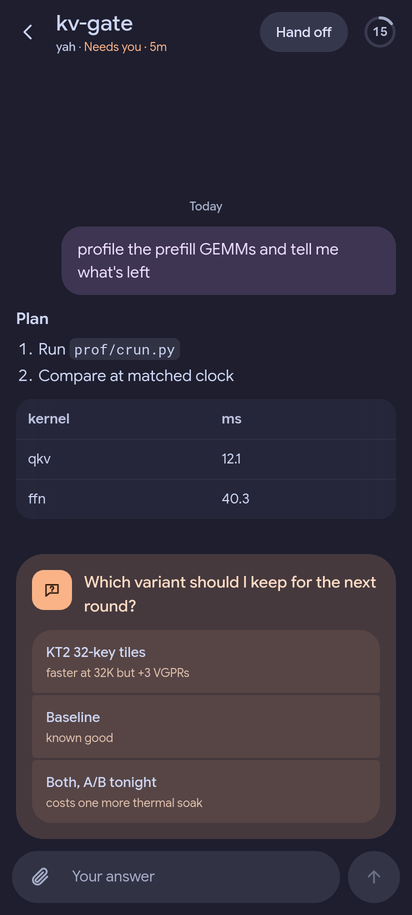 kv-gate
yah · Needs you · 5m
Hand off
15
Today
profile the prefill GEMMs and tell me
what's left
Plan
1. Run prof/crun.py
2. Compare at matched clock
kernel ms
qkv 12.1
ffn 40.3
Which variant should I keep for the next
round?
KT2 32-key tiles
faster at 32K but +3 VGPRs
Baseline
known good
Both, A/B tonight
costs one more thermal soak
Your answer